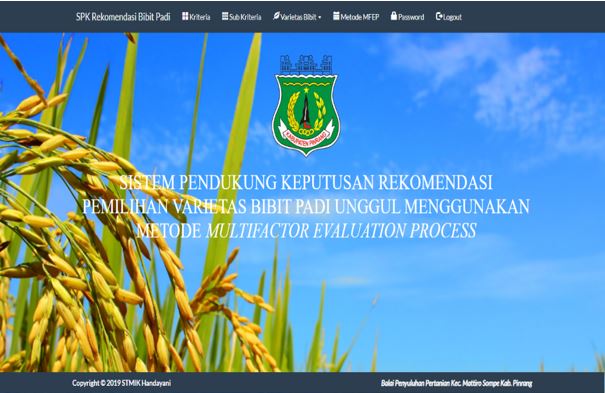 SPK Rekomendasi Bibit Padi Kriteria Sub Kriteria Varietas Bibit Metode MFEP Password Logout
KABUPATEN PINRANG
SISTEM PENDUKUNG KEPUTUSAN REKOMENDASI
PEMILIHAN VARIETAS BIBIT PADI UNGGUL MENGGUNAKAN
METODE MULTIFACTOR EVALUATION PROCESS
Copyright © 2019 STMIK Handayani Balai Penyuluhan Pertanian Kec. Mattiro Sompe Kab. Pinrang